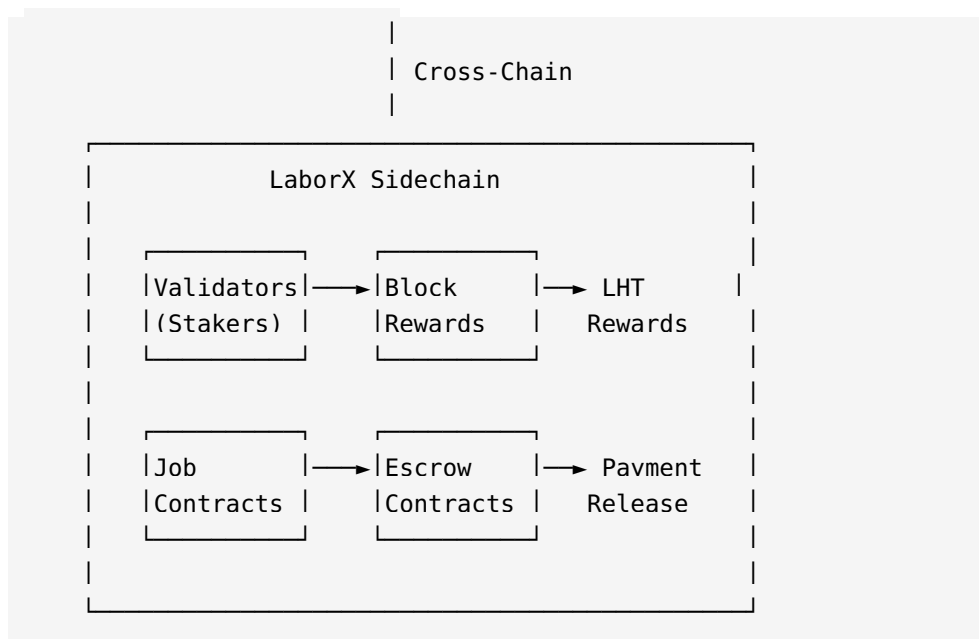 Cross-Chain
LaborX Sidechain
Validators Block LHT
(Stakers) Rewards Rewards
Job Escrow Payment
Contracts Contracts Release